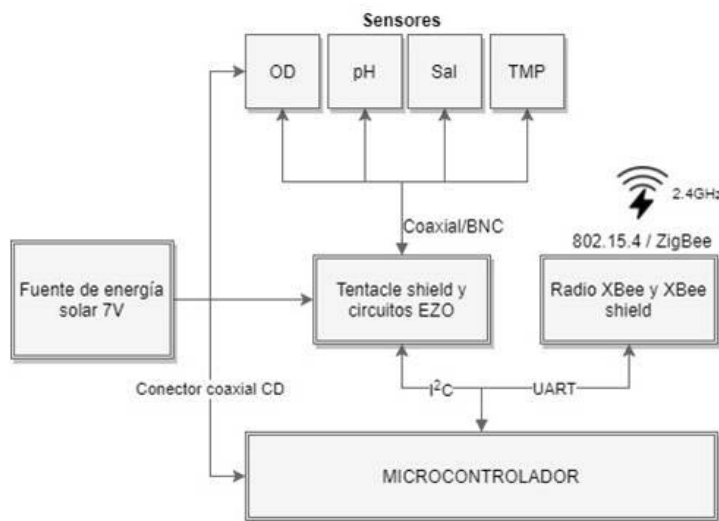 Sensores
OD
pH
Sal
TMP
2.4GHz
Coaxial/BNC
802.15.4 / ZigBee
Fuente de energía
solar 7V
Tentacle shield y
circuitos EZO
Radio XBee y XBee
shield
Conector coaxial CD
I²C
UART
MICROCONTROLADOR